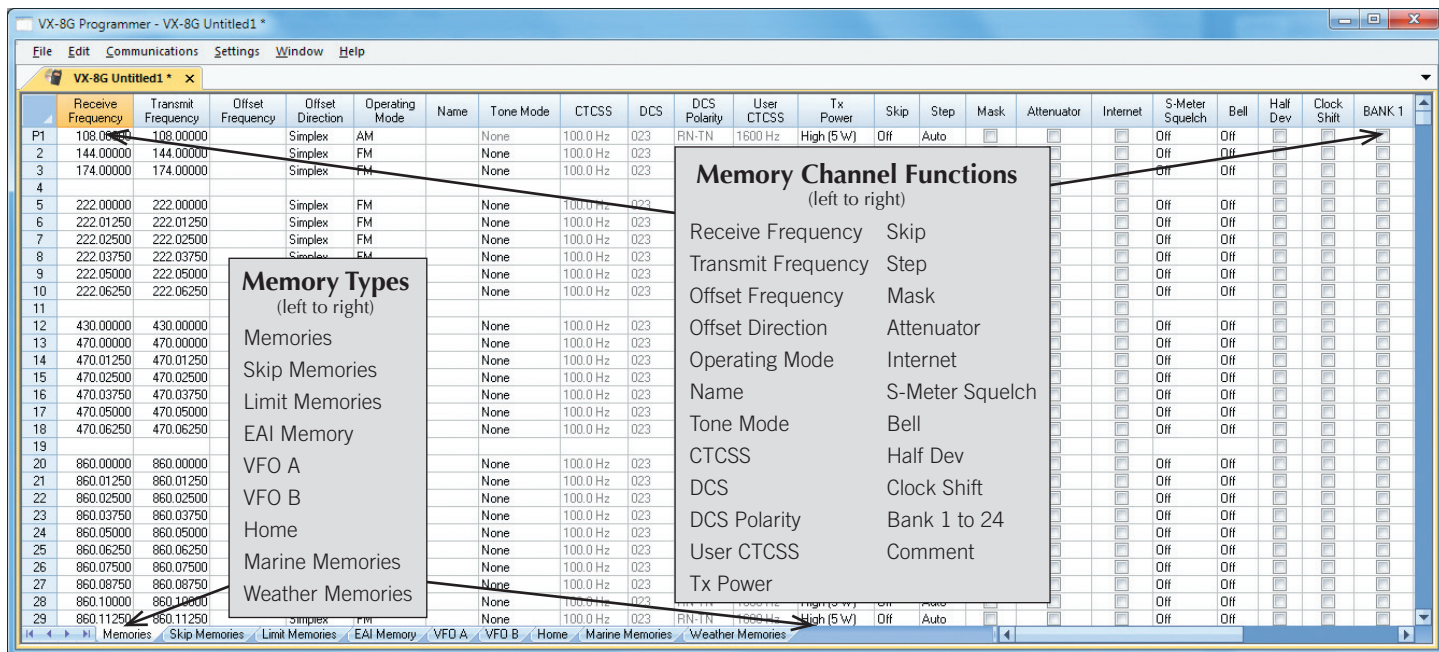 VX-8G Programmer - VX-8G Untitled1 *
File Edit Communications Settings Window Help
VX-8G Untitled1 * x
Receive Frequency Transmit Frequency Offset Frequency Offset Direction Operating Mode Name Tone Mode CTCSS DCS DCS Polarity User CTCSS Tx Power Skip Step Mask Attenuator Internet S-Meter Squelch Bell Half Dev Clock Shift BANK 1
P1 108.00000 108.00000 Simplex AM None 100.0 Hz 023 RN-TN 1600 Hz High (5 W) Off Auto Off Off
2 144.00000 144.00000 Simplex FM None 100.0 Hz 023 Off Off
3 174.00000 174.00000 Simplex FM None 100.0 Hz 023 Off Off
4
5 222.00000 222.00000 Simplex FM None 100.0 Hz 023 Off Off
6 222.01250 222.01250 Simplex FM None 100.0 Hz 023 Off Off
7 222.02500 222.02500 Simplex FM None 100.0 Hz 023 Off Off
8 222.03750 222.03750 Simplex FM None 100.0 Hz 023 Off Off
9 222.05000 222.05000 None 100.0 Hz 023 Off Off
10 222.06250 222.06250 None 100.0 Hz 023 Off Off
11
12 430.00000 430.00000 None 100.0 Hz 023 Off Off
13 470.00000 470.00000 None 100.0 Hz 023 Off Off
14 470.01250 470.01250 None 100.0 Hz 023 Off Off
15 470.02500 470.02500 None 100.0 Hz 023 Off Off
16 470.03750 470.03750 None 100.0 Hz 023 Off Off
17 470.05000 470.05000 None 100.0 Hz 023 Off Off
18 470.06250 470.06250 None 100.0 Hz 023 Off Off
19
20 860.00000 860.00000 None 100.0 Hz 023 Off Off
21 860.01250 860.01250 None 100.0 Hz 023 Off Off
22 860.02500 860.02500 None 100.0 Hz 023 Off Off
23 860.03750 860.03750 None 100.0 Hz 023 Off Off
24 860.05000 860.05000 None 100.0 Hz 023 Off Off
25 860.06250 860.06250 None 100.0 Hz 023 Off Off
26 860.07500 860.07500 None 100.0 Hz 023 Off Off
27 860.08750 860.08750 None 100.0 Hz 023 Off Off
28 860.10000 860.10000 None 100.0 Hz 023 RN-TN 1600 Hz High (5 W) Off Auto Off Off
29 860.11250 860.11250 Simplex FM None 100.0 Hz 023 RN-TN 1600 Hz High (5 W) Off Auto Off Off
Memory Types
(left to right)
Memories
Skip Memories
Limit Memories
EAI Memory
VFO A
VFO B
Home
Marine Memories
Weather Memories
Memory Channel Functions
(left to right)
Receive Frequency
Transmit Frequency
Offset Frequency
Offset Direction
Operating Mode
Name
Tone Mode
CTCSS
DCS
DCS Polarity
User CTCSS
Tx Power
Skip
Step
Mask
Attenuator
Internet
S-Meter Squelch
Bell
Half Dev
Clock Shift
Bank 1 to 24
Comment
Memories Skip Memories Limit Memories EAI Memory VFO A VFO B Home Marine Memories Weather Memories